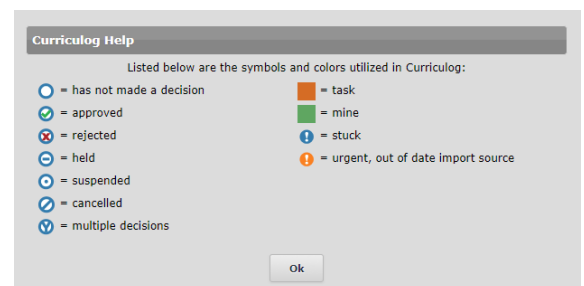 Curriculog Help
Listed below are the symbols and colors utilized in Curriculog:
= has not made a decision
= approved
= rejected
= held
= suspended
= cancelled
= multiple decisions
= task
= mine
= stuck
= urgent, out of date import source
Ok